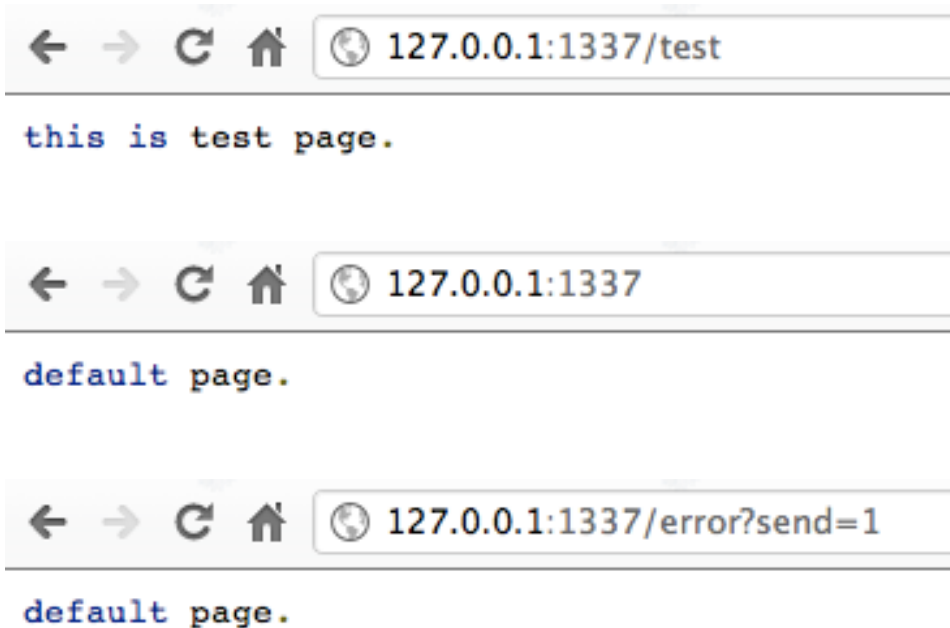 127.0.0.1:1337/test
this is test page.
127.0.0.1:1337
default page.
127.0.0.1:1337/error?send=1
default page.